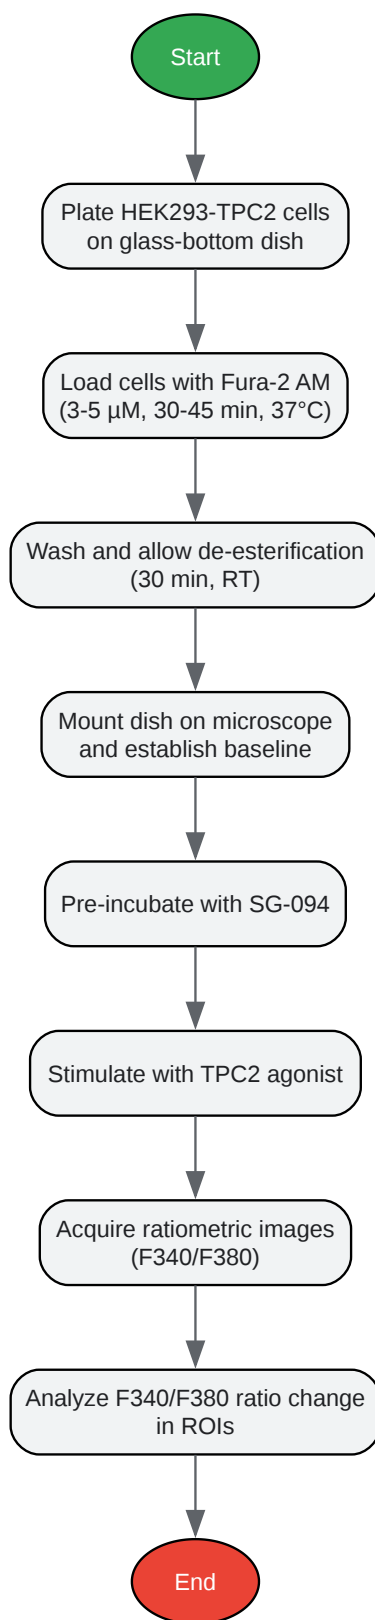 Start
Plate HEK293-TPC2 cells
on glass-bottom dish
Load cells with Fura-2 AM
(3-5 µM, 30-45 min, 37°C)
Wash and allow de-esterification
(30 min, RT)
Mount dish on microscope
and establish baseline
Pre-incubate with SG-094
Stimulate with TPC2 agonist
Acquire ratiometric images
(F340/F380)
Analyze F340/F380 ratio change
in ROIs
End